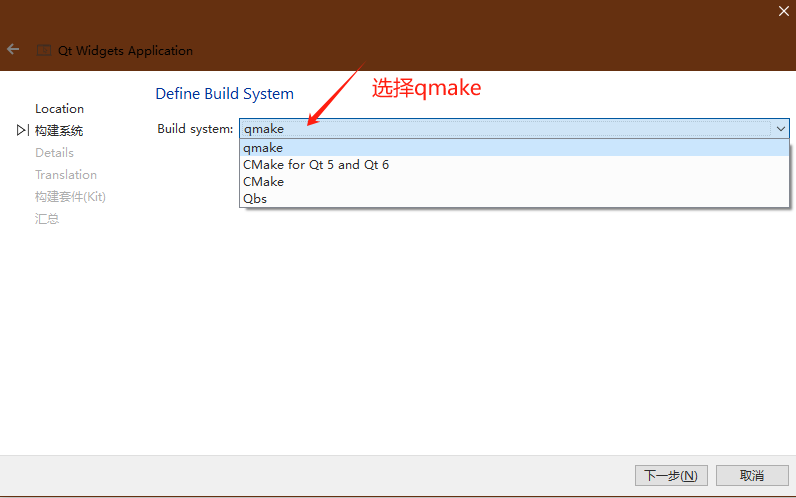 Qt Widgets Application
Define Build System
选择qmake
Location
构建系统
Details
Translation
构建套件(Kit)
汇总
Build system:
qmake
qmake
CMake for Qt 5 and Qt 6
CMake
Qbs
下一步(N)
取消